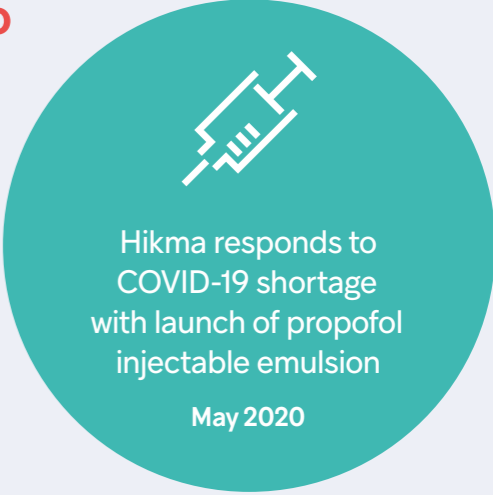 Hikma responds to
COVID-19 shortage
with launch of propofol
injectable emulsion
May 2020